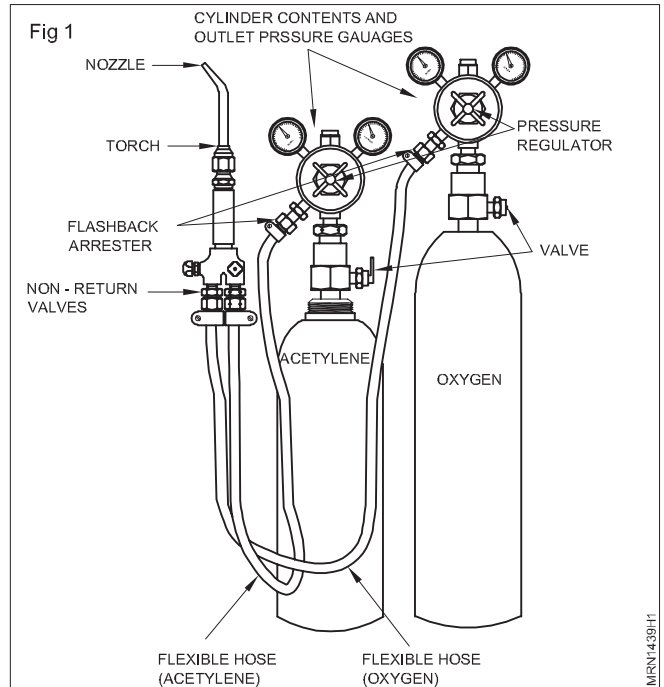 Fig 1
CYLINDER CONTENTS AND
OUTLET PRSSURE GAUAGES
NOZZLE
TORCH
PRESSURE
REGULATOR
FLASHBACK
ARRESTER
VALVE
NON - RETURN
VALVES
ACETYLENE
OXYGEN
FLEXIBLE HOSE
(ACETYLENE)
FLEXIBLE HOSE
(OXYGEN)
MRN1439H1